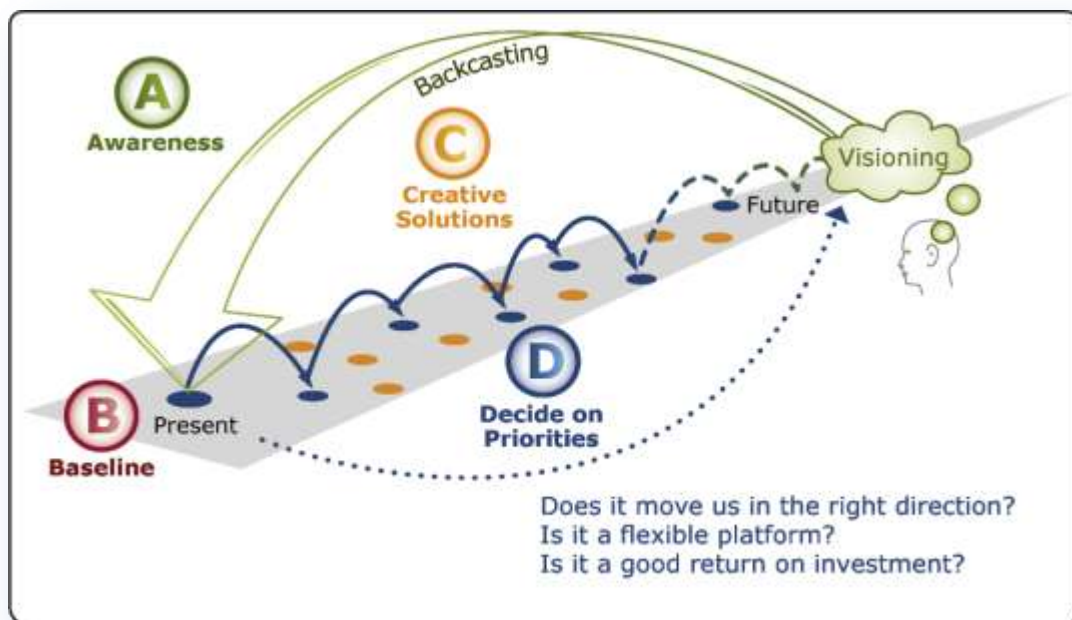 A
Awareness
Backcasting
C
Creative
Solutions
Visioning
Future
B
Baseline
Present
D
Decide on
Priorities
Does it move us in the right direction?
Is it a flexible platform?
Is it a good return on investment?